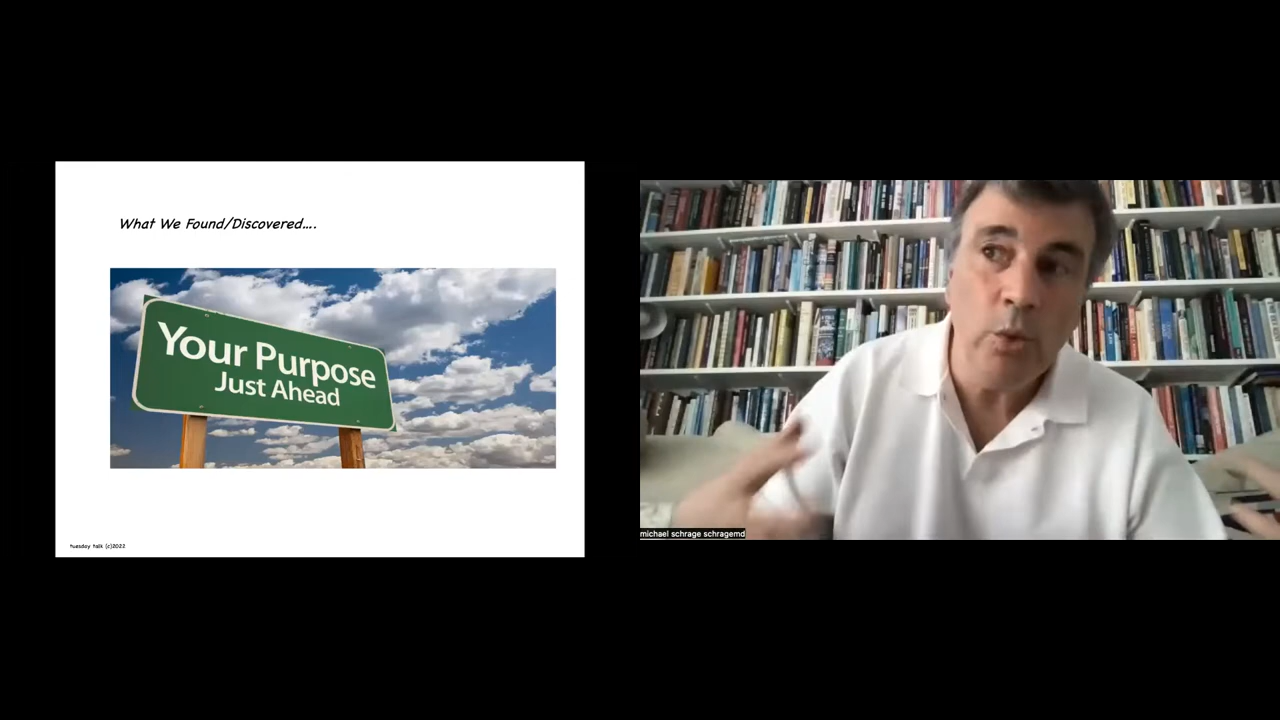 What We Found/Discovered....
Your Purpose
Just Ahead
tuesday talk (c)2022
michael schrage schragemd